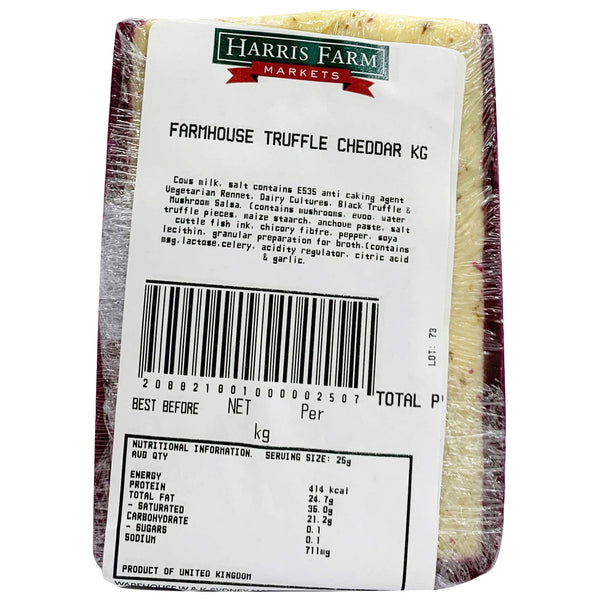 HARRIS FARM
MARKETS
FARMHOUSE TRUFFLE CHEDDAR KG
Cows milk, salt contains E535 anti caking agent
Vegetarian Rennet, Dairy Cultures, Black Truffle &
Mushroom Salsa, (contains mushrooms, evoo, water
truffle pieces, maize staarch, anchove paste, salt
cuttle fish ink, chicory fibfre, pepper, soya
lecithin, granular preparation for broth.(contains
msg,lactose,celery, acidity regulator, citric acid
& garlic.
LOT: 73
2088218010000002507
TOTAL P
BEST BEFORE NET Per
kg
NUTRITIONAL INFORMATION. SERVING SIZE: 25g
AVG QTY
ENERGY 414 kcal
PROTEIN 24.7g
TOTAL FAT 35.0g
- SATURATED 21.2g
CARBOHYDRATE 0.1
- SUGARS 0.1
SODIUM 711mg
PRODUCT OF UNITED KINGDOM